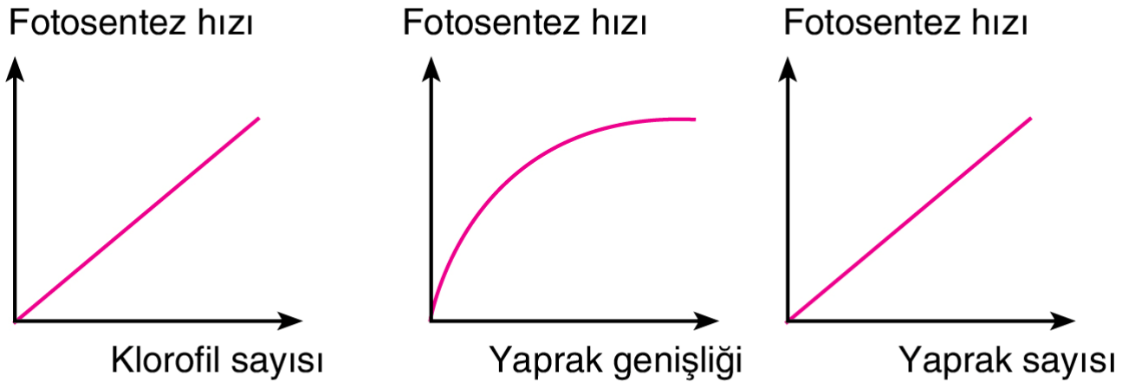 Fotosentez hızı
Fotosentez hızı
Fotosentez hızı
Klorofil sayısı
Yaprak genişliği
Yaprak sayısı